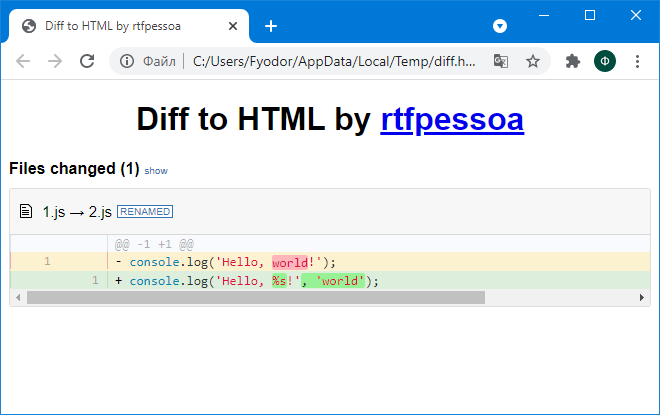 Diff to HTML by rtfpessoa
Файл | C:/Users/Fyodor/AppData/Local/Temp/diff.h...
Ф
Diff to HTML by rtfpessoa
Files changed (1) show
1.js → 2.js RENAMED
@@ -1 +1 @@
1 - console.log('Hello, world!');
1 + console.log('Hello, %s!', 'world');